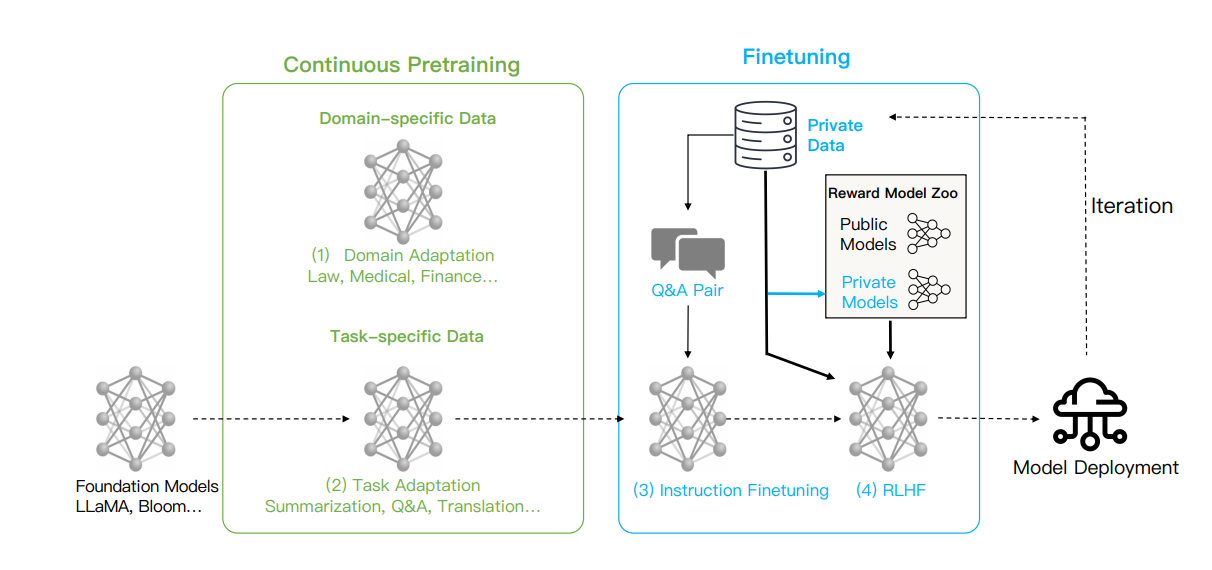 Continuous Pretraining
Domain-specific Data
(1) Domain Adaptation
Law, Medical, Finance...
Task-specific Data
(2) Task Adaptation
Summarization, Q&A, Translation...
Foundation Models
LLaMA, Bloom...
Finetuning
Private
Data
Reward Model Zoo
Public
Models
Private
Models
Q&A Pair
(3) Instruction Finetuning
(4) RLHF
Iteration
Model Deployment